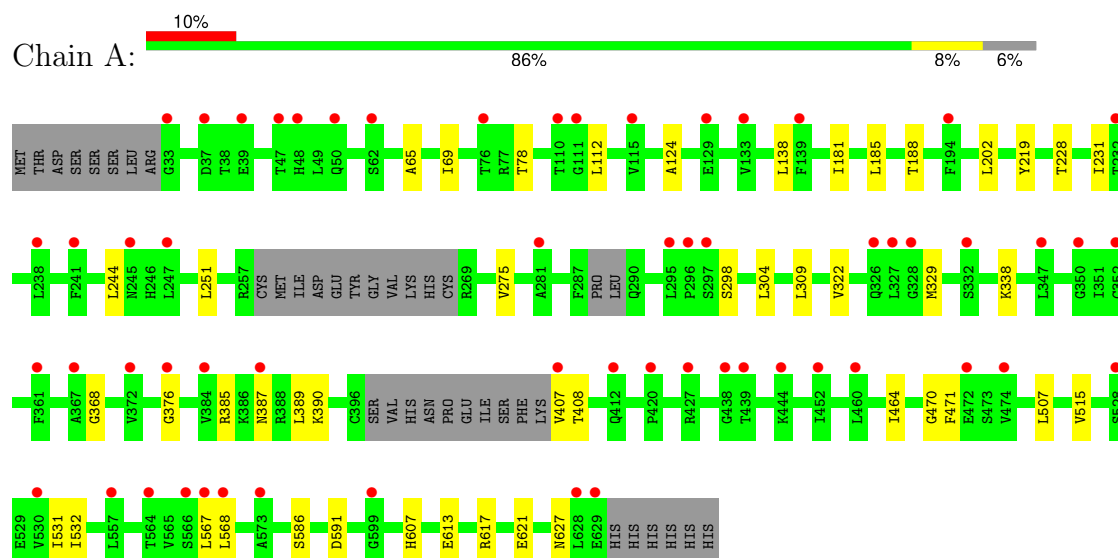 10%
Chain A:
86% 8% 6%
MET THR ASP SER SER SER LEU ARG G33 D37 T38 E39 T47 H48 L49 Q50 S62 A65 I69 T76 R77 T78 T110 G111 L112 V115 A124 E129 V133 L138 F139 I181 L185 T188 F194 L202 Y219 T228 I231
L238 F241 L244 N245 H246 L247 L251 R257 CYS MET ILE ASP GLU TYR GLY VAL LYS HIS CYS R269 V275 A281 F287 PRO LEU Q290 L295 P296 S297 S298 L304 L309 V322 Q326 L327 G328 M329 S332 K338 L347 G350 I351
F361 A367 G368 V372 G376 V384 R385 K386 N387 R388 L389 K390 C396 SER VAL HIS ASN PRO GLU ILE SER PHE LYS V407 T408 Q412 P420 R427 G438 T439 K444 I452 L460 I464 G470 F471 E472 S473 V474 L507 V515 S528
E529 V530 I531 I532 L557 T564 V565 S566 L567 L568 A573 S586 D591 G599 H607 E613 R617 E621 N627 L628 E629 HIS HIS HIS HIS HIS HIS